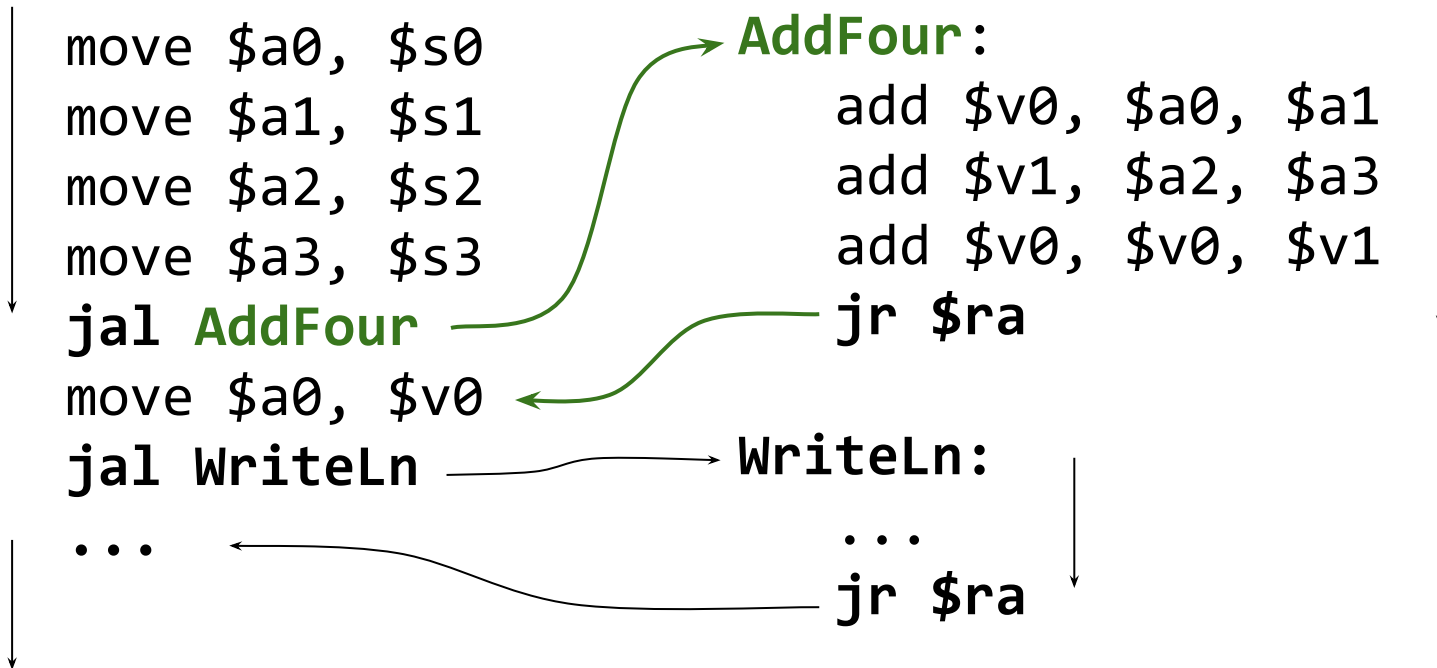 move $a0, $s0
move $a1, $s1
move $a2, $s2
move $a3, $s3
jal AddFour
move $a0, $v0
jal WriteLn
...
AddFour:
add $v0, $a0, $a1
add $v1, $a2, $a3
add $v0, $v0, $v1
jr $ra
WriteLn:
...
jr $ra